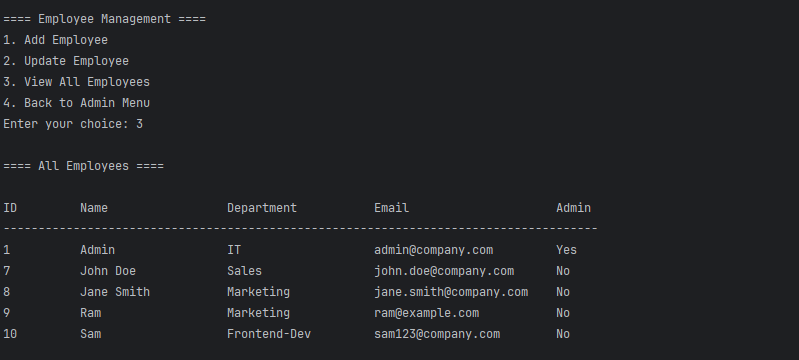 ==== Employee Management ====
1. Add Employee
2. Update Employee
3. View All Employees
4. Back to Admin Menu
Enter your choice: 3
==== All Employees ====
ID         Name                 Department           Email                     Admin
-------------------------------------------------------------------------------------
1          Admin                IT                   admin@company.com         Yes
7          John Doe             Sales                john.doe@company.com      No
8          Jane Smith           Marketing            jane.smith@company.com    No
9          Ram                  Marketing            ram@example.com           No
10         Sam                  Frontend-Dev         sam123@company.com        No